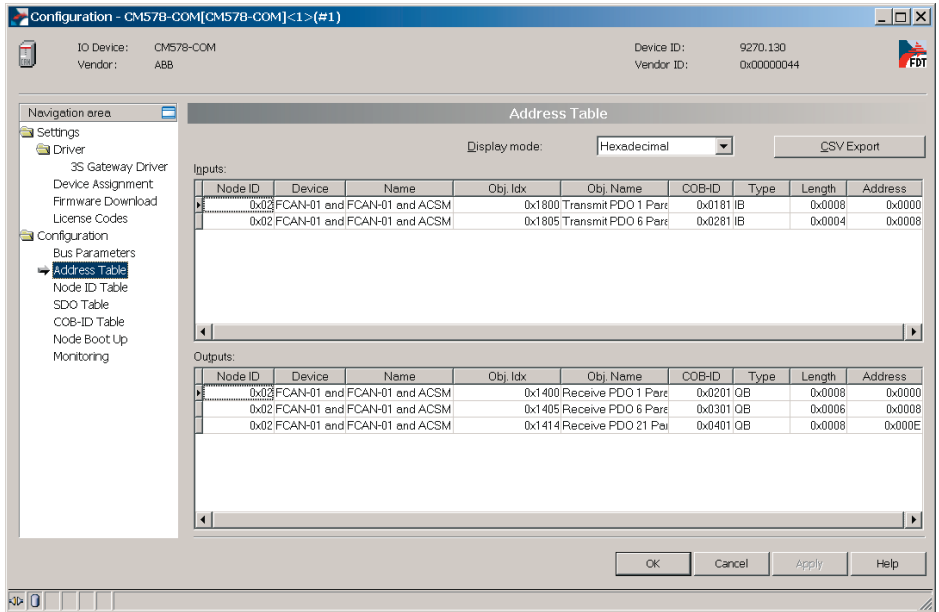 Configuration - CM578-COM[CM578-COM]<1>(#1)
IO Device: CM578-COM Device ID: 9270.130
Vendor: ABB Vendor ID: 0x00000044
FDT
Navigation area
Settings
Driver
3S Gateway Driver
Device Assignment
Firmware Download
License Codes
Configuration
Bus Parameters
Address Table
Node ID Table
SDO Table
COB-ID Table
Node Boot Up
Monitoring
Address Table
Display mode: Hexadecimal CSV Export
Inputs:
Node ID Device Name Obj. Idx Obj. Name COB-ID Type Length Address
0x02 FCAN-01 and FCAN-01 and ACSM 0x1800 Transmit PDO 1 Para 0x0181 IB 0x0008 0x0000
0x02 FCAN-01 and FCAN-01 and ACSM 0x1805 Transmit PDO 6 Para 0x0281 IB 0x0004 0x0008
Outputs:
Node ID Device Name Obj. Idx Obj. Name COB-ID Type Length Address
0x02 FCAN-01 and FCAN-01 and ACSM 0x1400 Receive PDO 1 Para 0x0201 QB 0x0008 0x0000
0x02 FCAN-01 and FCAN-01 and ACSM 0x1405 Receive PDO 6 Para 0x0301 QB 0x0006 0x0008
0x02 FCAN-01 and FCAN-01 and ACSM 0x1414 Receive PDO 21 Par 0x0401 QB 0x0008 0x000E
OK Cancel Apply Help